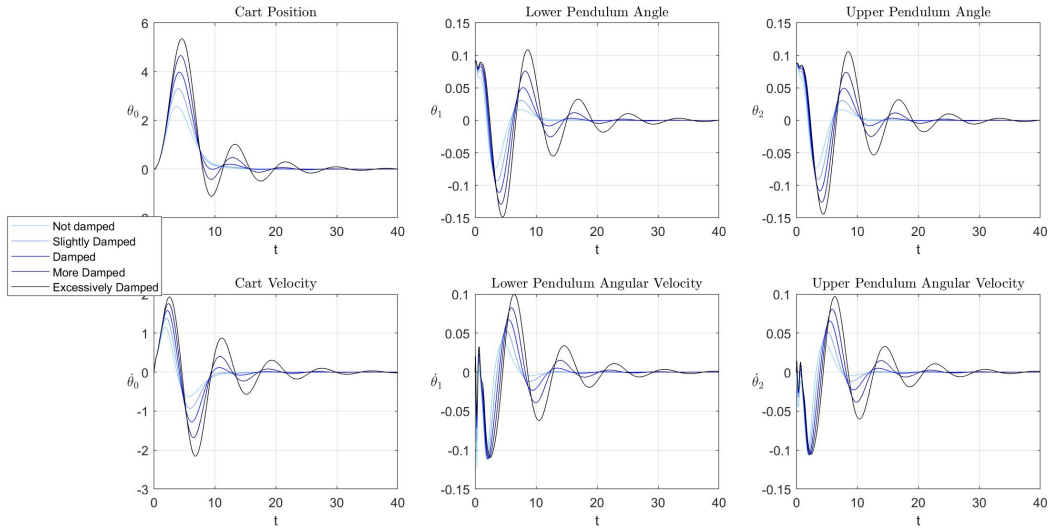 Cart Position
Lower Pendulum Angle
Upper Pendulum Angle
6
4
2
0
-2
θ₀
0
10
20
30
40
t
0.15
0.1
0.05
0
-0.05
-0.1
-0.15
θ₁
0
10
20
30
40
t
0.15
0.1
0.05
0
-0.05
-0.1
-0.15
θ₂
0
10
20
30
40
t
Not damped
Slightly Damped
Damped
More Damped
Excessively Damped
Cart Velocity
Lower Pendulum Angular Velocity
Upper Pendulum Angular Velocity
2
1
0
-1
-2
-3
θ̇₀
0
10
20
30
40
t
0.1
0.05
0
-0.05
-0.1
-0.15
θ̇₁
0
10
20
30
40
t
0.1
0.05
0
-0.05
-0.1
-0.15
θ̇₂
0
10
20
30
40
t